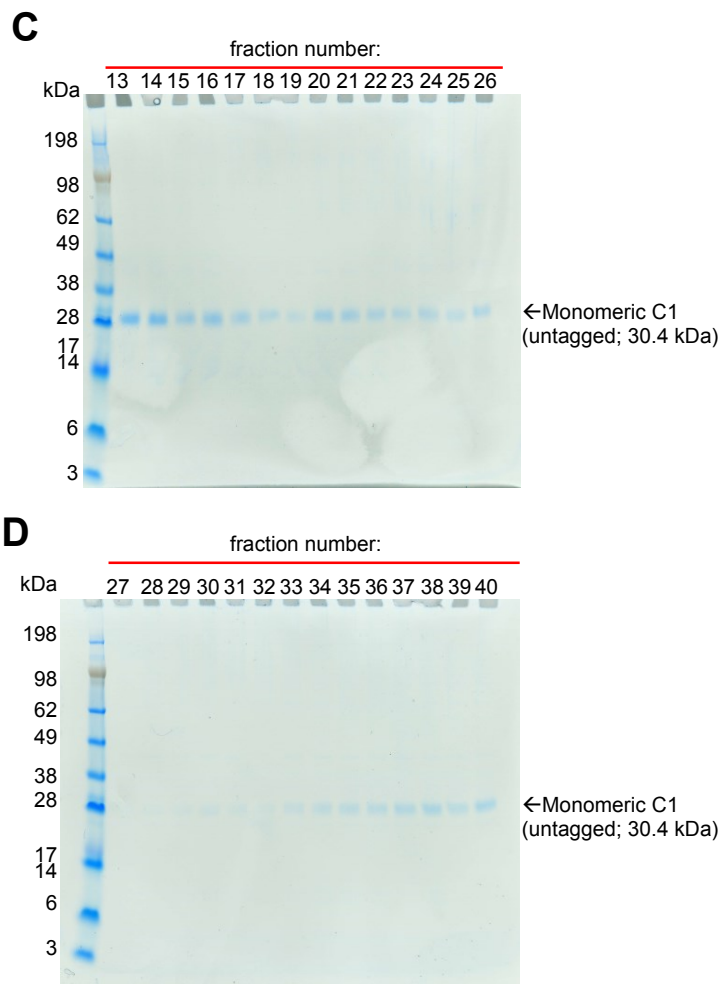 C
fraction number:
kDa
13 14 15 16 17 18 19 20 21 22 23 24 25 26
198
98
62
49
38
28
17
14
6
3
←Monomeric C1
(untagged; 30.4 kDa)
D
fraction number:
kDa
27 28 29 30 31 32 33 34 35 36 37 38 39 40
198
98
62
49
38
28
17
14
6
3
←Monomeric C1
(untagged; 30.4 kDa)